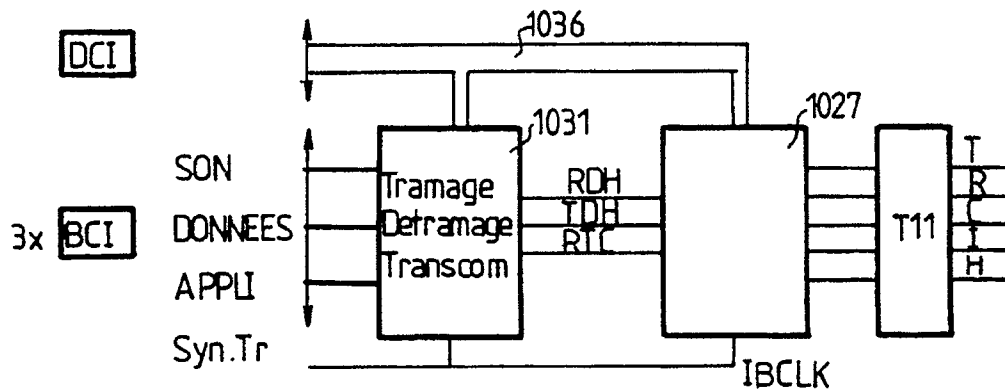 1036
DCI
1031
1027
SON
Tramage
RDH
T
R
DONNEES
Detramage
TDH
T11
C
3x BCI
RTC
I
APPLI
Transcom
H
Syn.Tr
IBCLK